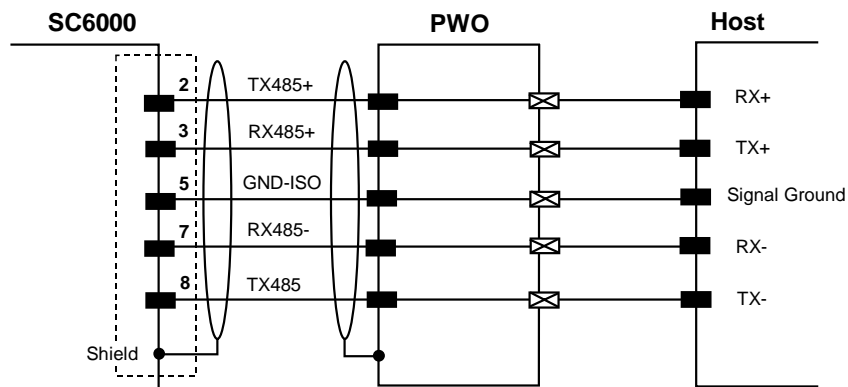 SC6000 PWO Host
2 TX485+ RX+
3 RX485+ TX+
5 GND-ISO Signal Ground
7 RX485- RX-
8 TX485 TX-
Shield